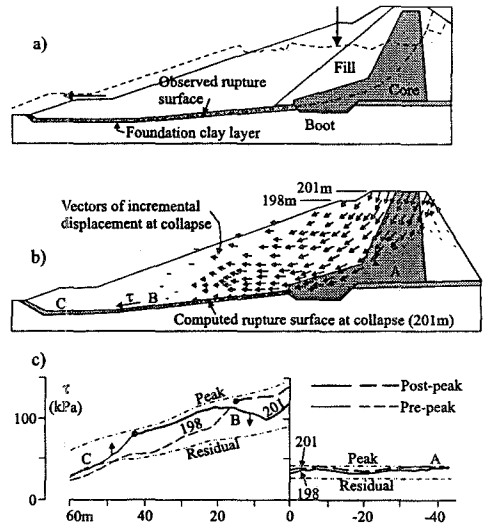 a)
Fill
Core
Observed rupture
surface
Boot
Foundation clay layer
b)
201m
198m
Vectors of incremental
displacement at collapse
A
C
τ
B
Computed rupture surface at collapse (201m)
c)
τ
(kPa)
100
0
Peak
198
B
201
C
Residual
Post-peak
Pre-peak
201
Peak
A
Residual
198
60m
40
20
0
-20
-40